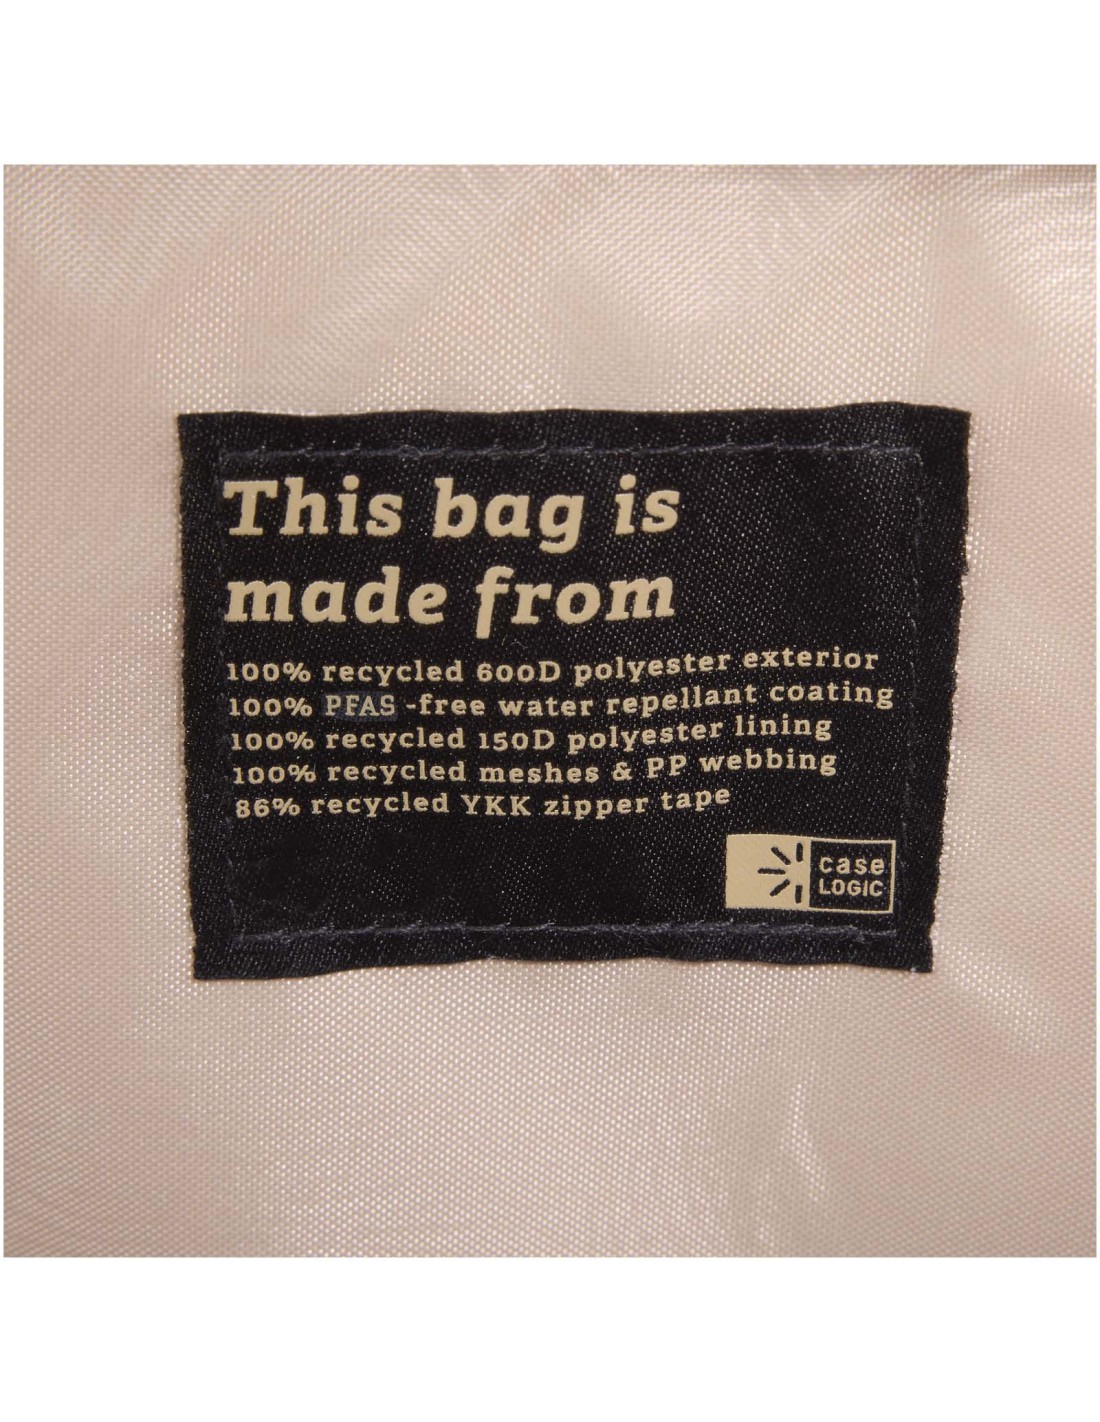 This bag is
made from
100% recycled 600D polyester exterior
100% PFAS -free water repellant coating
100% recycled 150D polyester lining
100% recycled meshes & PP webbing
86% recycled YKK zipper tape
case
LOGIC